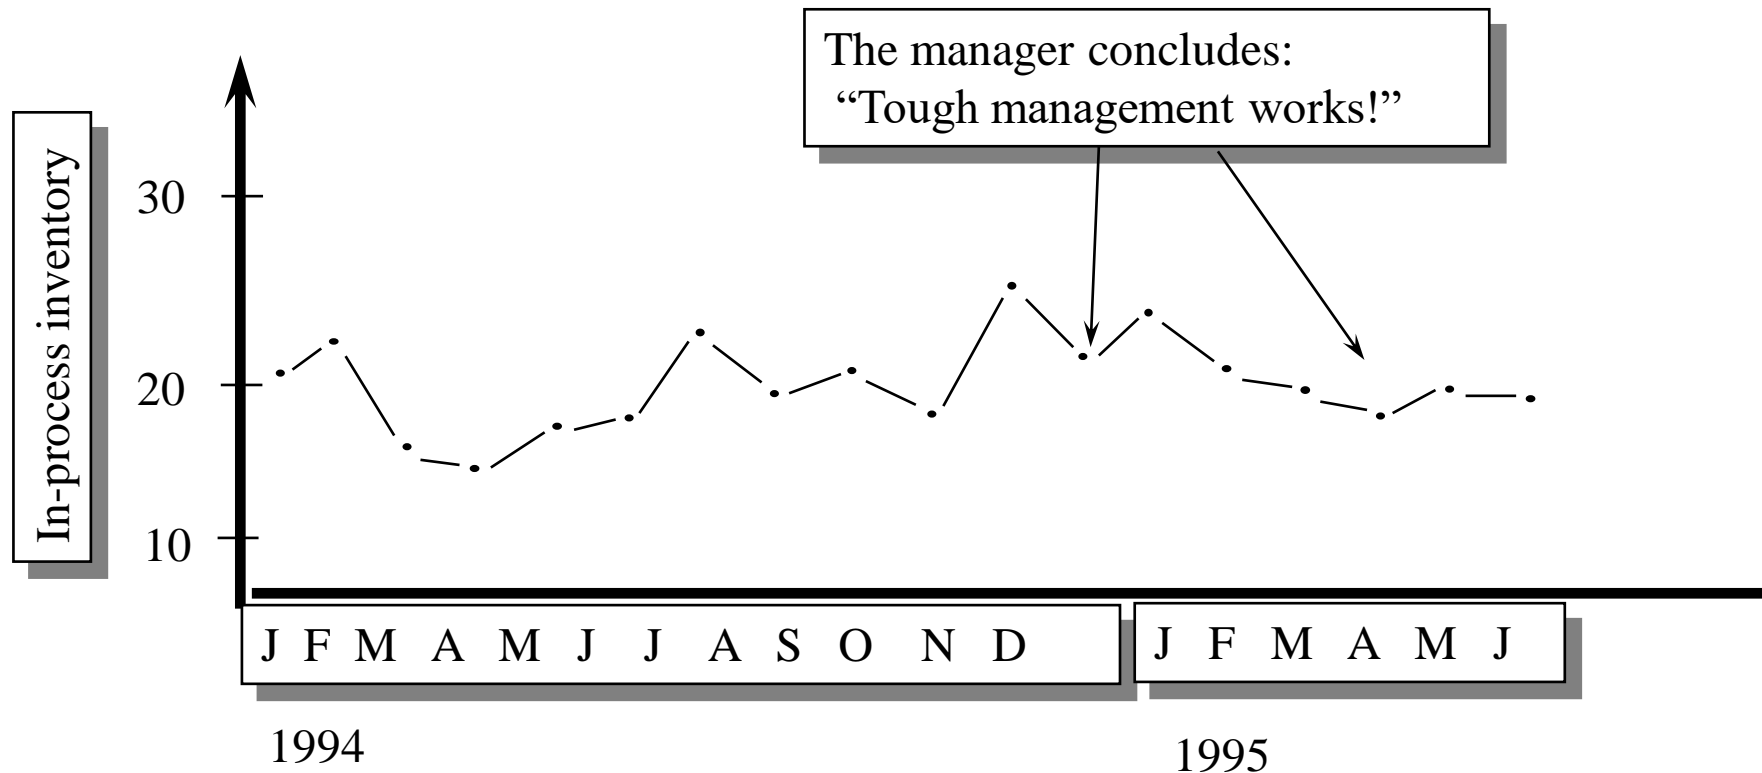 The manager concludes:
“Tough management works!”
In-process inventory
30
20
10
J F M A M J J A S O N D
J F M A M J
1994
1995